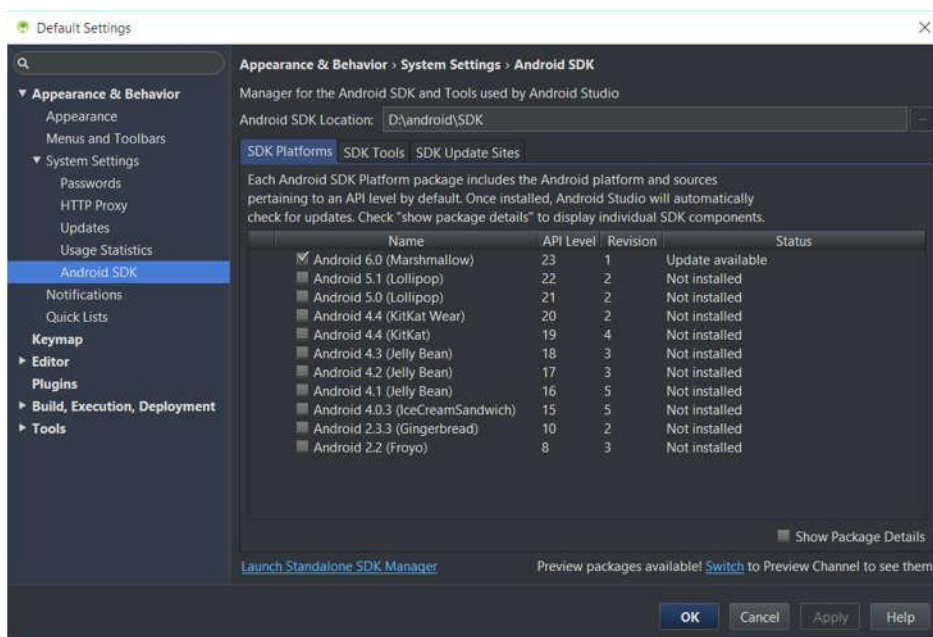 Default Settings
Appearance & Behavior › System Settings › Android SDK
Appearance & Behavior
Appearance
Menus and Toolbars
System Settings
Passwords
HTTP Proxy
Updates
Usage Statistics
Android SDK
Notifications
Quick Lists
Keymap
Editor
Plugins
Build, Execution, Deployment
Tools
Manager for the Android SDK and Tools used by Android Studio
Android SDK Location: D:\android\SDK ...
SDK Platforms SDK Tools SDK Update Sites
Each Android SDK Platform package includes the Android platform and sources
pertaining to an API level by default. Once installed, Android Studio will automatically
check for updates. Check "show package details" to display individual SDK components.
Name API Level Revision Status
Android 6.0 (Marshmallow) 23 1 Update available
Android 5.1 (Lollipop) 22 2 Not installed
Android 5.0 (Lollipop) 21 2 Not installed
Android 4.4 (KitKat Wear) 20 2 Not installed
Android 4.4 (KitKat) 19 4 Not installed
Android 4.3 (Jelly Bean) 18 3 Not installed
Android 4.2 (Jelly Bean) 17 3 Not installed
Android 4.1 (Jelly Bean) 16 5 Not installed
Android 4.0.3 (IceCreamSandwich) 15 5 Not installed
Android 2.3.3 (Gingerbread) 10 2 Not installed
Android 2.2 (Froyo) 8 3 Not installed
Show Package Details
Launch Standalone SDK Manager Preview packages available! Switch to Preview Channel to see them
OK Cancel Apply Help